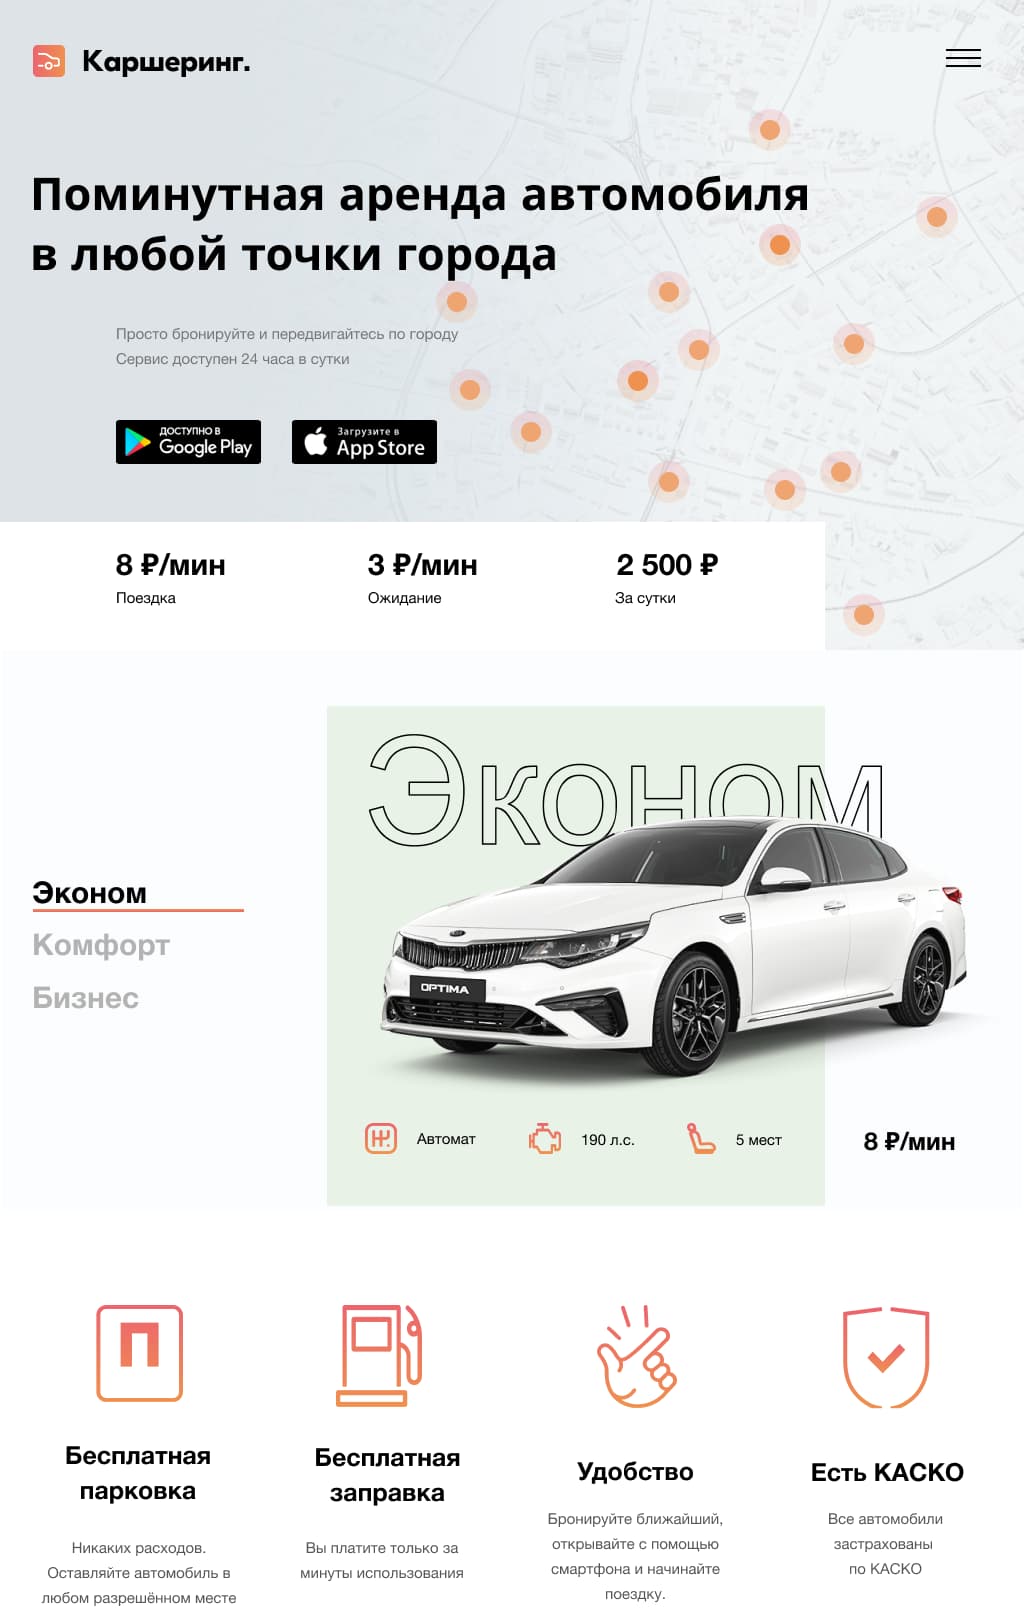 Каршеринг.
Поминутная аренда автомобиля
в любой точки города
Просто бронируйте и передвигайтесь по городу
Сервис доступен 24 часа в сутки
ДОСТУПНО В
Google Play
Загрузите в
App Store
8 ₽/мин
Поездка
3 ₽/мин
Ожидание
2 500 ₽
За сутки
Эконом
Эконом
Комфорт
Бизнес
OPTIMA
Автомат
190 л.с.
5 мест
8 ₽/мин
П
Бесплатная
парковка
Никаких расходов.
Оставляйте автомобиль в
любом разрешённом месте
Бесплатная
заправка
Вы платите только за
минуты использования
Удобство
Бронируйте ближайший,
открывайте с помощью
смартфона и начинайте
поездку.
Есть КАСКО
Все автомобили
застрахованы
по КАСКО